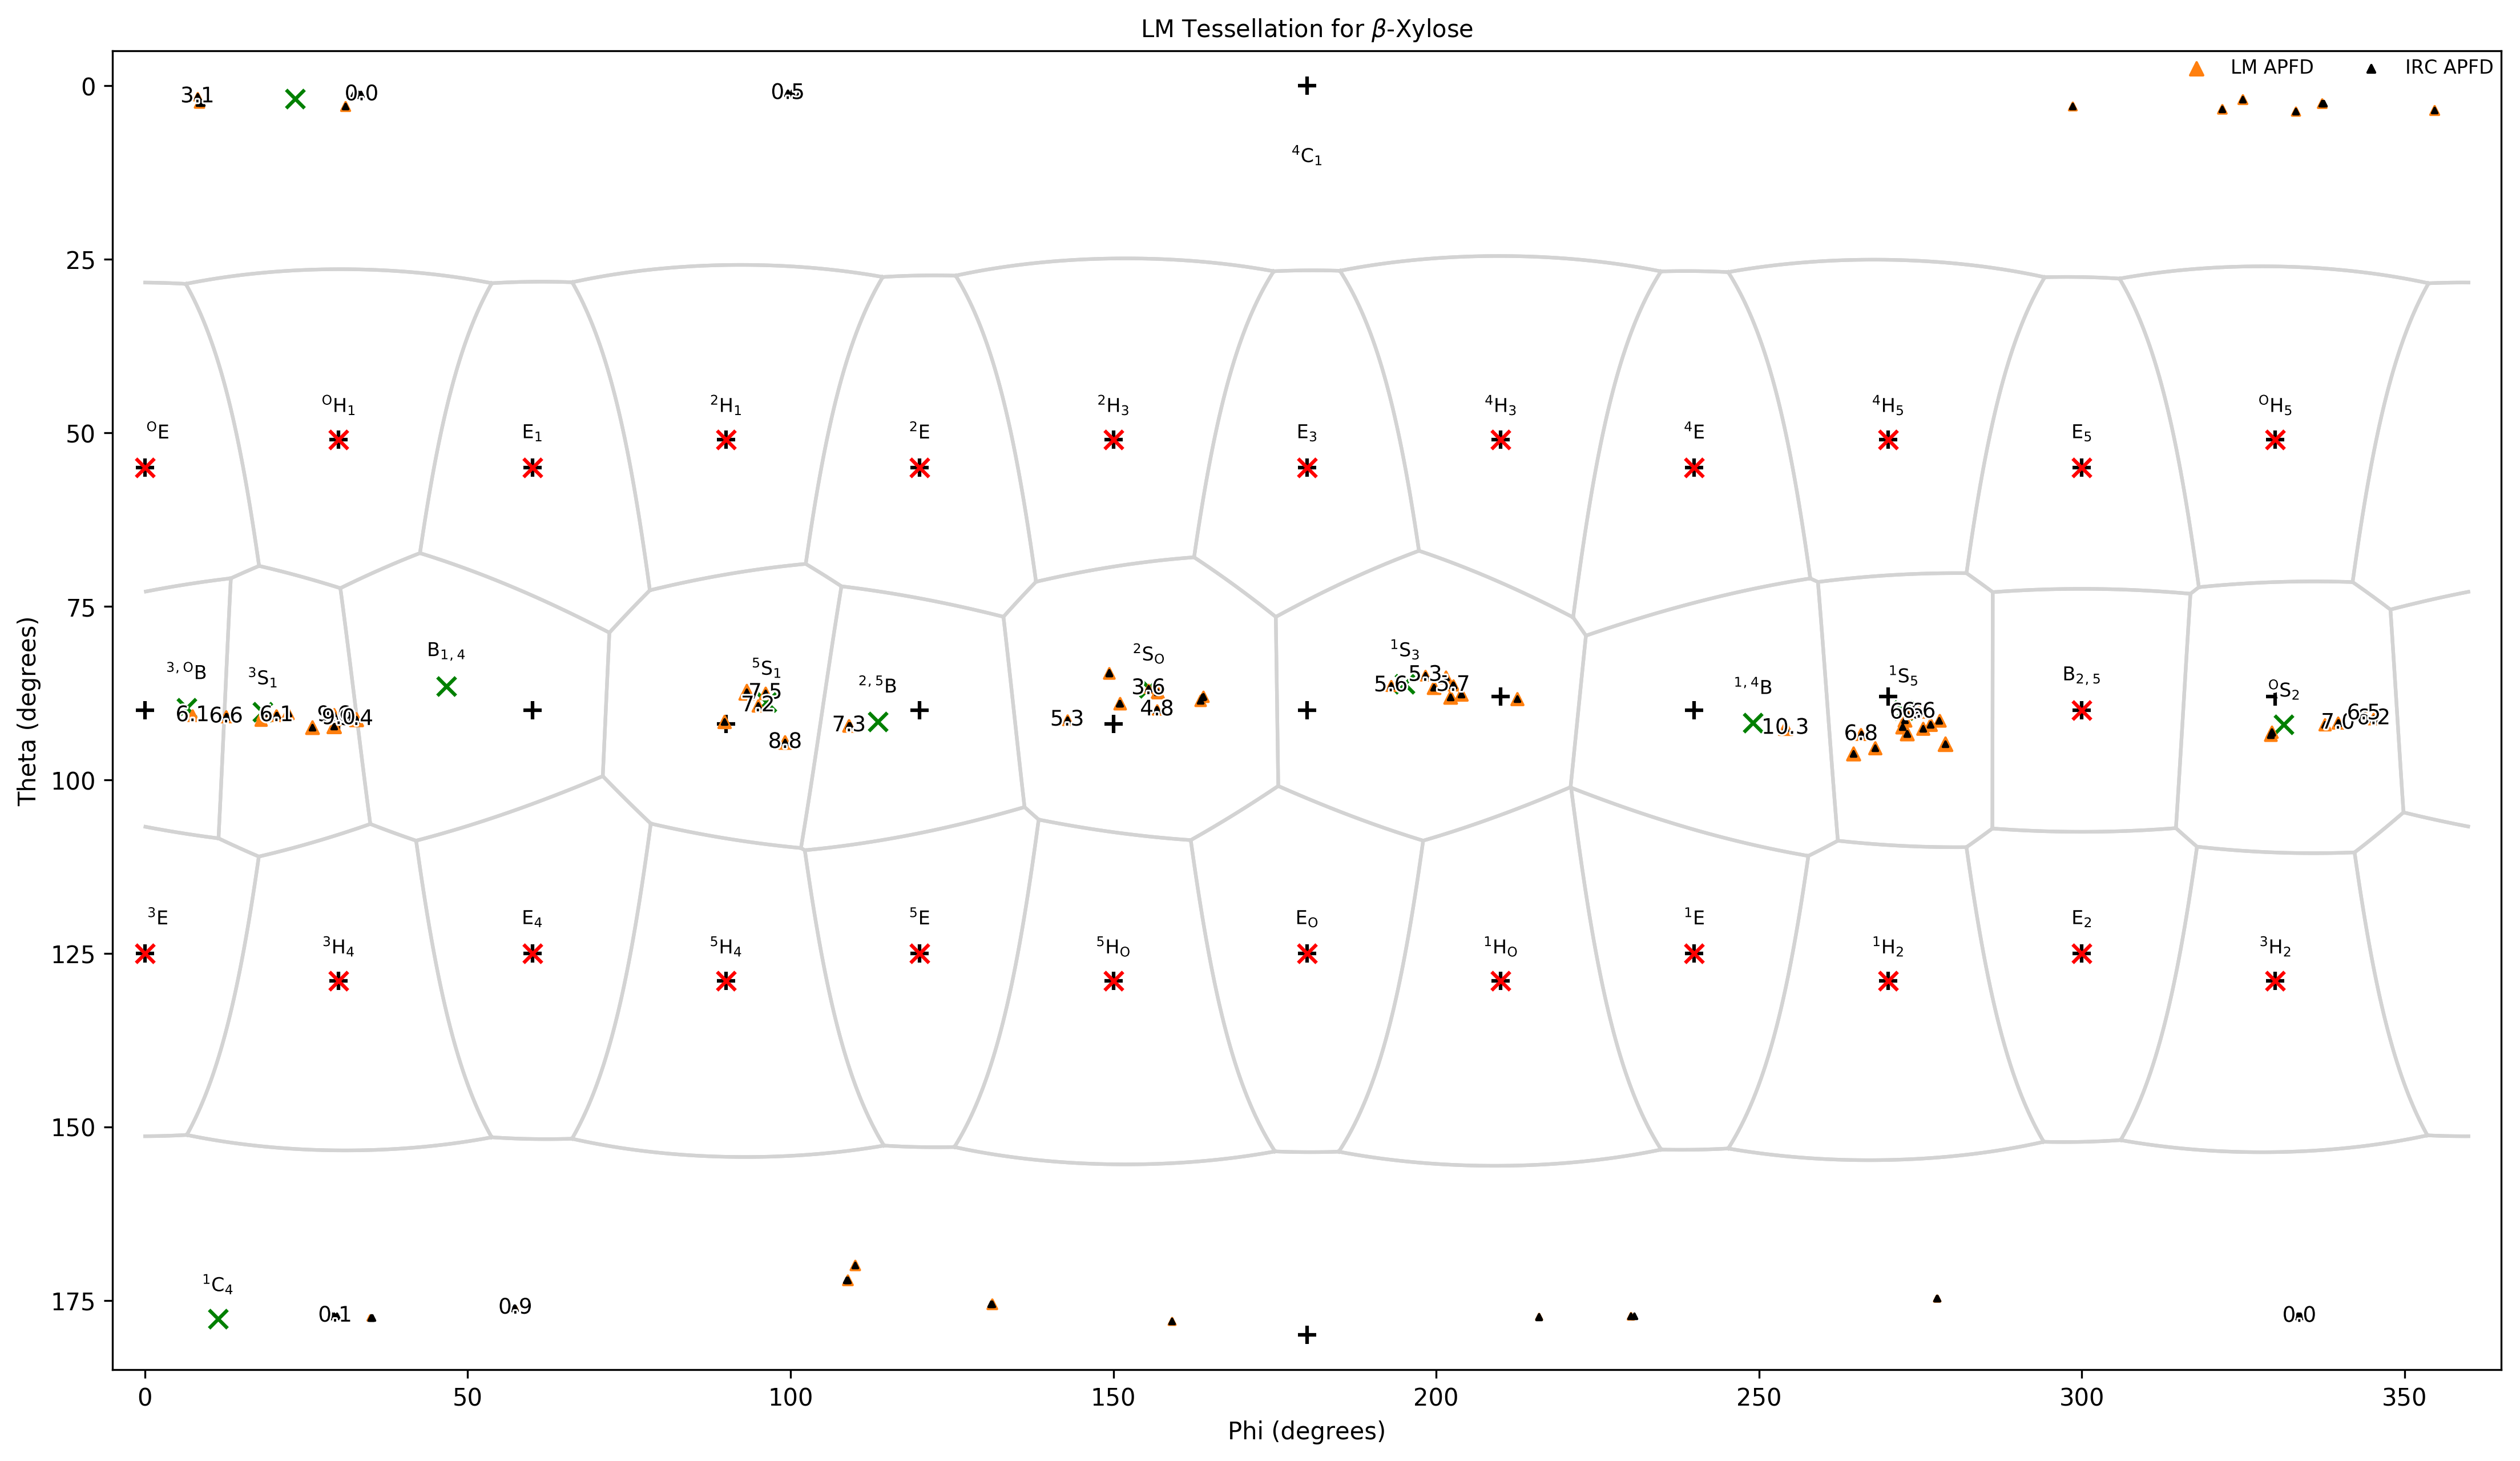 LM Tessellation for β-Xylose
LM APFD
IRC APFD
3.1
0.0
0.5
⁴C₁
ᴼE
ᴼH₁
E₁
²H₁
²E
²H₃
E₃
⁴H₃
⁴E
⁴H₅
E₅
ᴼH₅
³,ᴼB
³S₁
B₁,₄
⁵S₁
²,⁵B
²Sₒ
¹S₃
¹,⁴B
¹S₅
B₂,₅
ᴼS₂
6.1
6.6
6.1
9.0
7.5
7.2
8.8
7.3
5.3
3.6
4.8
5.6
5.3
5.7
10.3
6.8
6.6
7.0
6.5
6.2
³E
³H₄
E₄
⁵H₄
⁵E
⁵Hₒ
Eₒ
¹Hₒ
¹E
¹H₂
E₂
³H₂
¹C₄
0.1
0.9
0.0
0
25
50
75
100
125
150
175
Theta (degrees)
0
50
100
150
200
250
300
350
Phi (degrees)